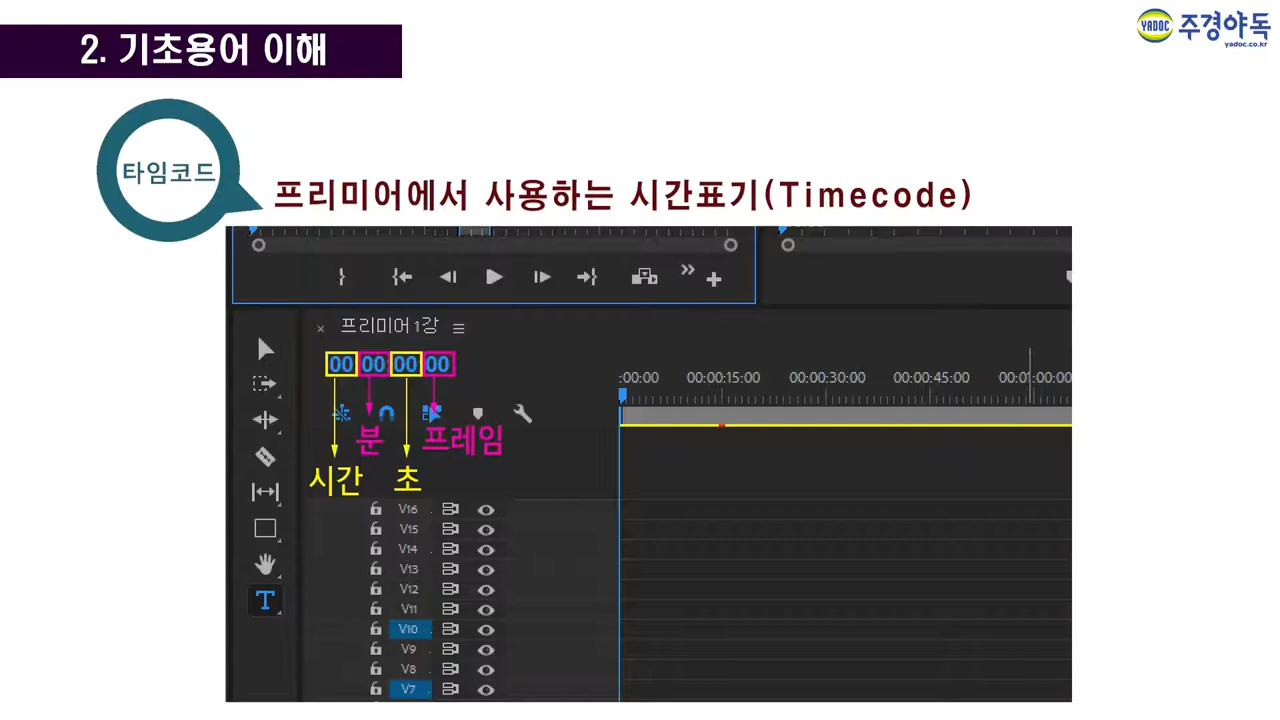 2. 기초용어 이해
YADOC 주경야독
yadoc.co.kr
타임코드
프리미어에서 사용하는 시간표기(Timecode)
× 프리미어 1강
00 00 00 00
:00:00 00:00:15:00 00:00:30:00 00:00:45:00 00:01:00:00
분 프레임
시간 초
V16
V15
V14
V13
V12
V11
V10
V9
V8
V7
T